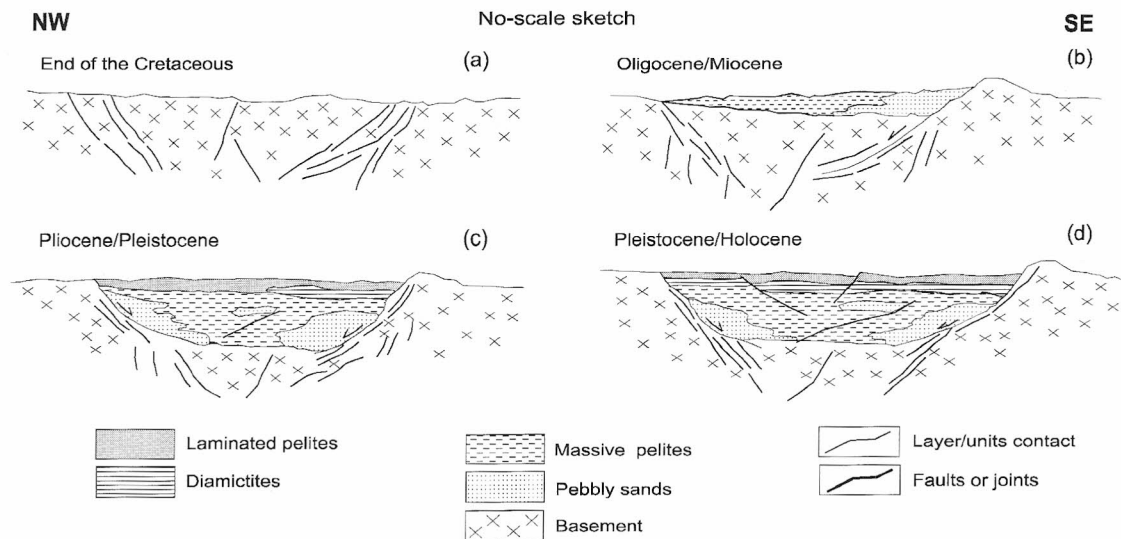 NW
No-scale sketch
SE
End of the Cretaceous
(a)
Oligocene/Miocene
(b)
Pliocene/Pleistocene
(c)
Pleistocene/Holocene
(d)
Laminated pelites
Diamictites
Massive pelites
Pebbly sands
Basement
Layer/units contact
Faults or joints